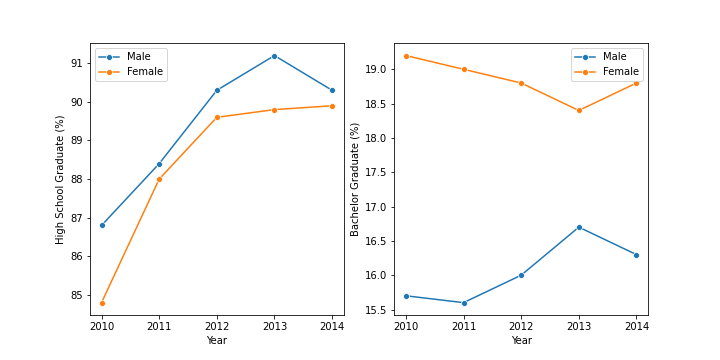 Male
Female
High School Graduate (%)
91
90
89
88
87
86
85
2010 2011 2012 2013 2014
Year
Male
Female
Bachelor Graduate (%)
19.0
18.5
18.0
17.5
17.0
16.5
16.0
15.5
2010 2011 2012 2013 2014
Year